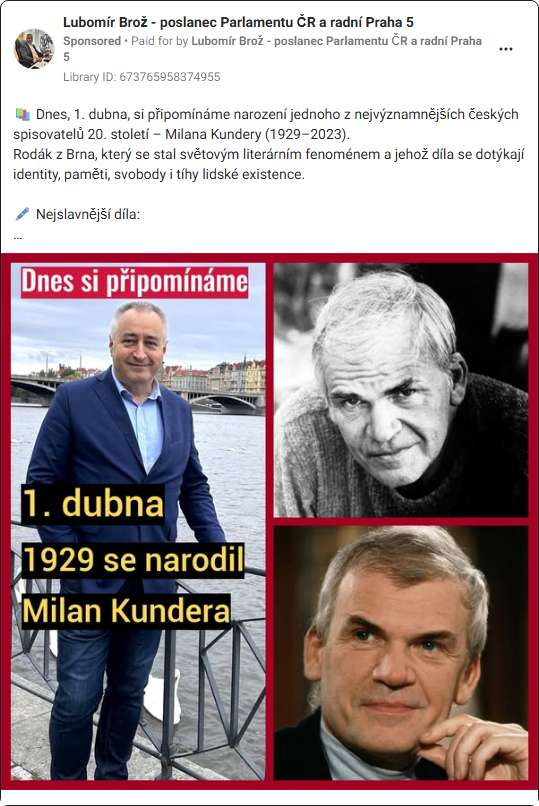 Lubomír Brož - poslanec Parlamentu ČR a radní Praha 5
Sponsored • Paid for by Lubomír Brož - poslanec Parlamentu ČR a radní Praha
5
Library ID: 673765958374955
Dnes, 1. dubna, si připomínáme narození jednoho z nejvýznamnějších českých
spisovatelů 20. století – Milana Kundery (1929–2023).
Rodák z Brna, který se stal světovým literárním fenoménem a jehož díla se dotýkají
identity, paměti, svobody i tíhy lidské existence.
Nejslavnější díla:
...
Dnes si připomínáme
1. dubna
1929 se narodil
Milan Kundera